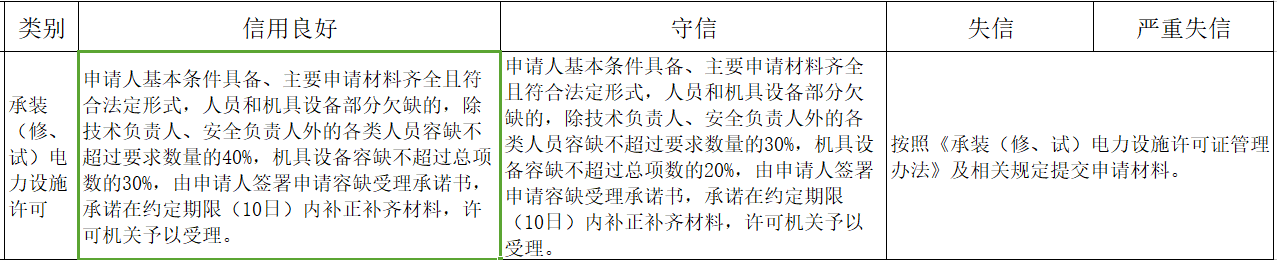 类别
信用良好
守信
失信
严重失信
承装
（修、
试）电
力设施
许可
申请人基本条件具备、主要申请材料齐全且符
合法定形式，人员和机具设备部分欠缺的，除
技术负责人、安全负责人外的各类人员容缺不
超过要求数量的40%，机具设备容缺不超过总项
数的30%，由申请人签署申请容缺受理承诺书，
承诺在约定期限（10日）内补正补齐材料，许
可机关予以受理。
申请人基本条件具备、主要申请材料齐全
且符合法定形式，人员和机具设备部分欠
缺的，除技术负责人、安全负责人外的各
类人员容缺不超过要求数量的30%，机具设
备容缺不超过总项数的20%，由申请人签署
申请容缺受理承诺书，承诺在约定期限
（10日）内补正补齐材料，许可机关予以
受理。
按照《承装（修、试）电力设施许可证管理
办法》及相关规定提交申请材料。